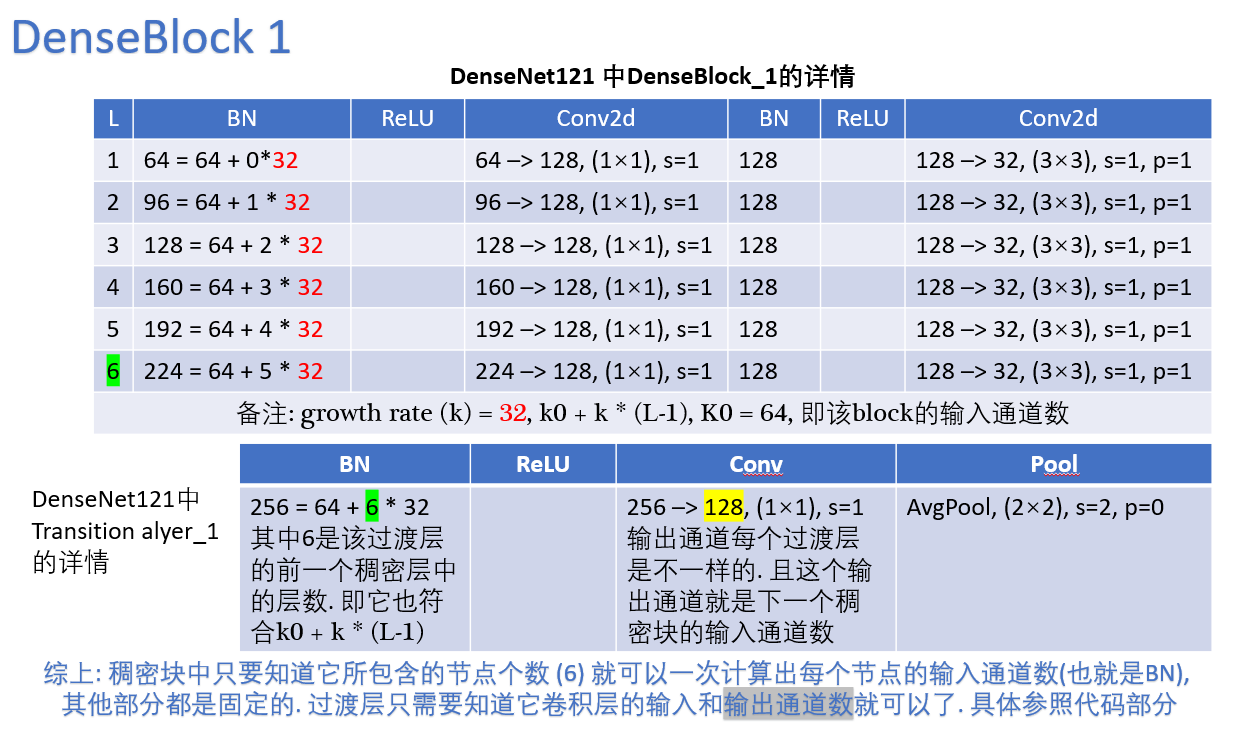 DenseBlock 1
DenseNet121 中DenseBlock_1的详情
L BN ReLU Conv2d BN ReLU Conv2d
1 64 = 64 + 0*32 64 –> 128, (1×1), s=1 128 128 –> 32, (3×3), s=1, p=1
2 96 = 64 + 1 * 32 96 –> 128, (1×1), s=1 128 128 –> 32, (3×3), s=1, p=1
3 128 = 64 + 2 * 32 128 –> 128, (1×1), s=1 128 128 –> 32, (3×3), s=1, p=1
4 160 = 64 + 3 * 32 160 –> 128, (1×1), s=1 128 128 –> 32, (3×3), s=1, p=1
5 192 = 64 + 4 * 32 192 –> 128, (1×1), s=1 128 128 –> 32, (3×3), s=1, p=1
6 224 = 64 + 5 * 32 224 –> 128, (1×1), s=1 128 128 –> 32, (3×3), s=1, p=1
备注: growth rate (k) = 32, k0 + k * (L-1), K0 = 64, 即该block的输入通道数
DenseNet121中
Transition alyer_1
的详情
BN ReLU Conv Pool
256 = 64 + 6 * 32
其中6是该过渡层
的前一个稠密层中
的层数. 即它也符
合k0 + k * (L-1)
256 –> 128, (1×1), s=1
输出通道每个过渡层
是不一样的. 且这个输
出通道就是下一个稠
密块的输入通道数
AvgPool, (2×2), s=2, p=0
综上: 稠密块中只要知道它所包含的节点个数 (6) 就可以一次计算出每个节点的输入通道数(也就是BN),
其他部分都是固定的. 过渡层只需要知道它卷积层的输入和输出通道数就可以了. 具体参照代码部分